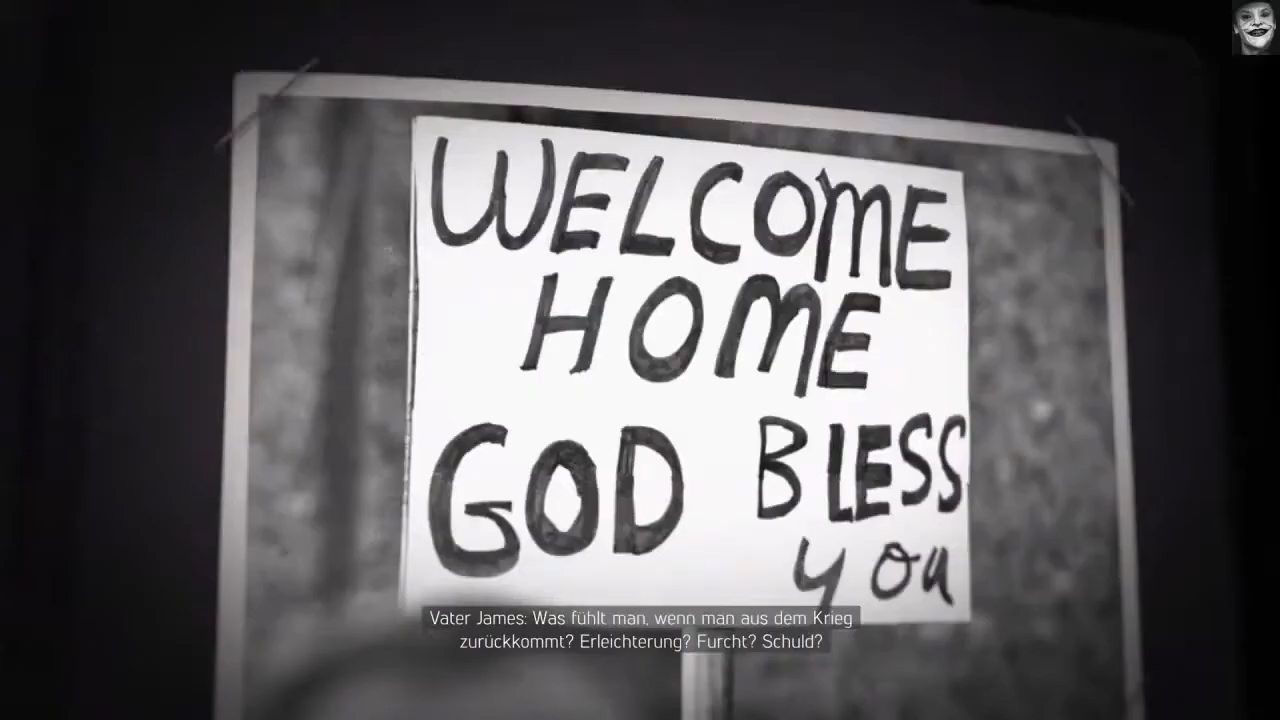 WELCOME
HOME
GOD BLESS
you
Vater James: Was fühlt man, wenn man aus dem Krieg
zurückkommt? Erleichterung? Furcht? Schuld?